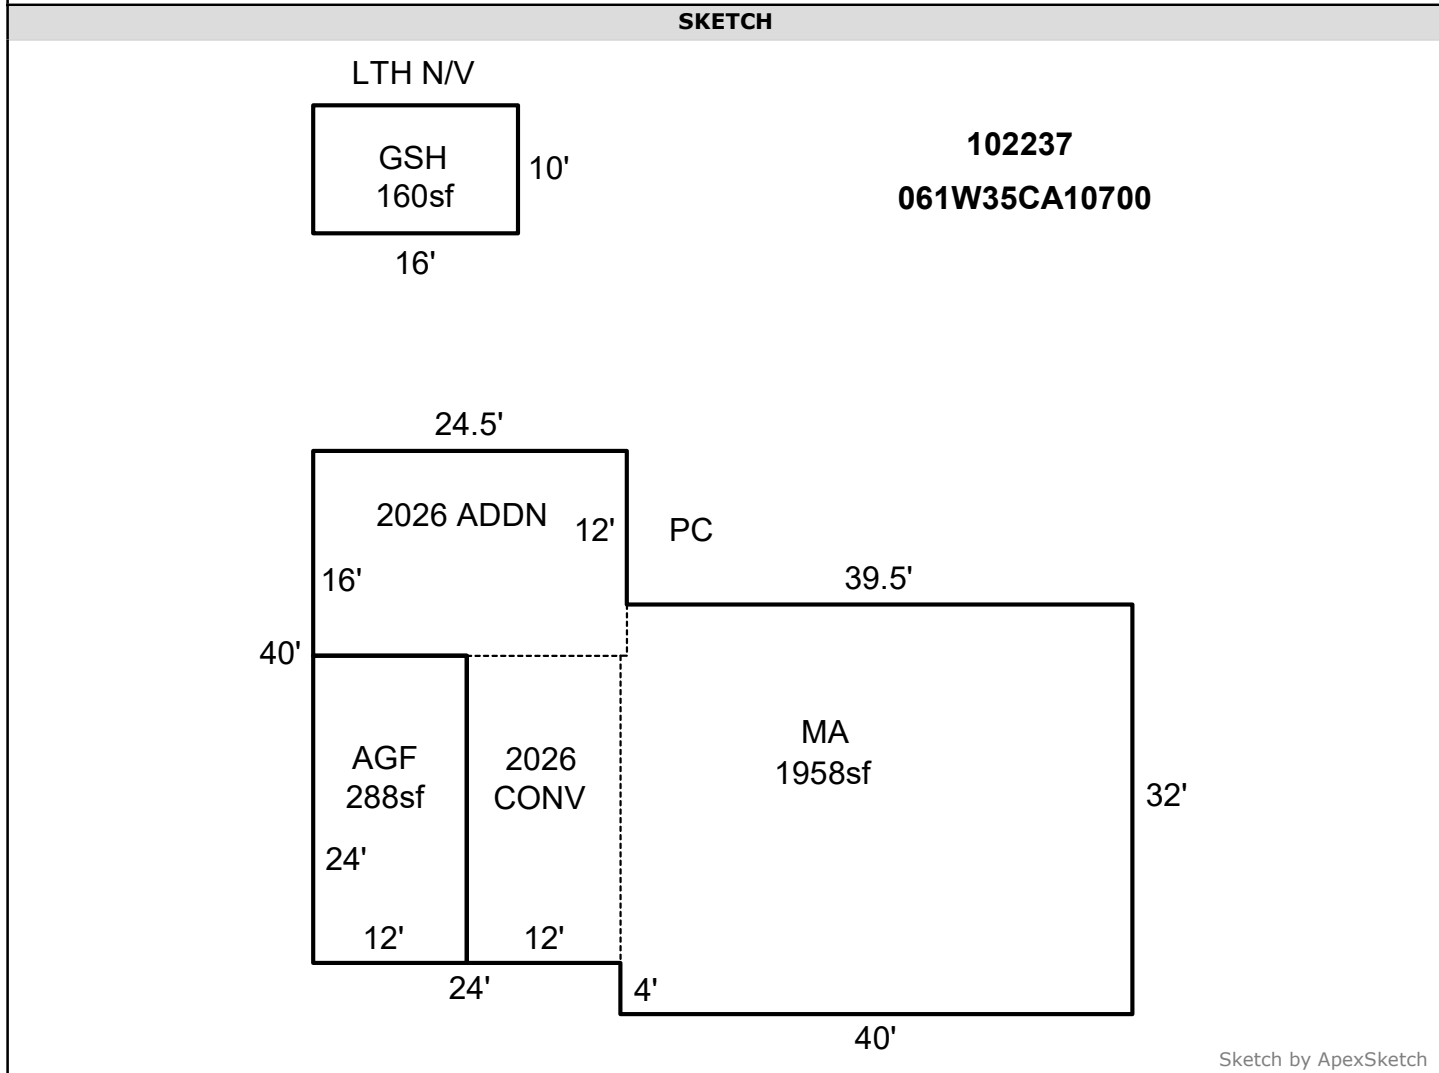 SKETCH
LTH N/V
GSH
160sf
10'
16'
102237
061W35CA10700
24.5'
2026 ADDN
12'
PC
16'
39.5'
40'
AGF
288sf
2026
CONV
MA
1958sf
32'
24'
12'
12'
24'
4'
40'
Sketch by ApexSketch